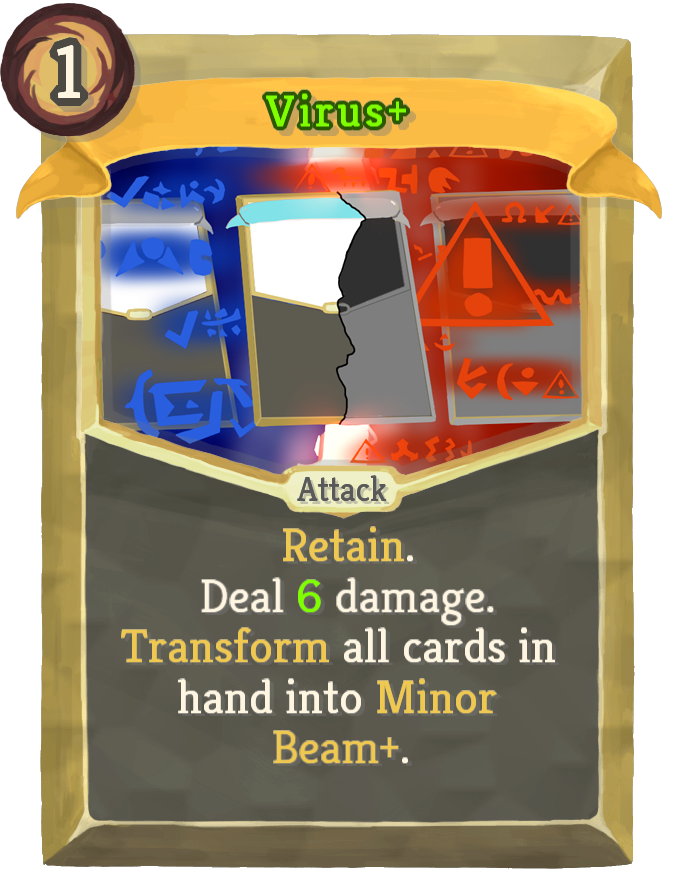 1
Virus+
Attack
Retain.
Deal 6 damage.
Transform all cards in
hand into Minor
Beam+.